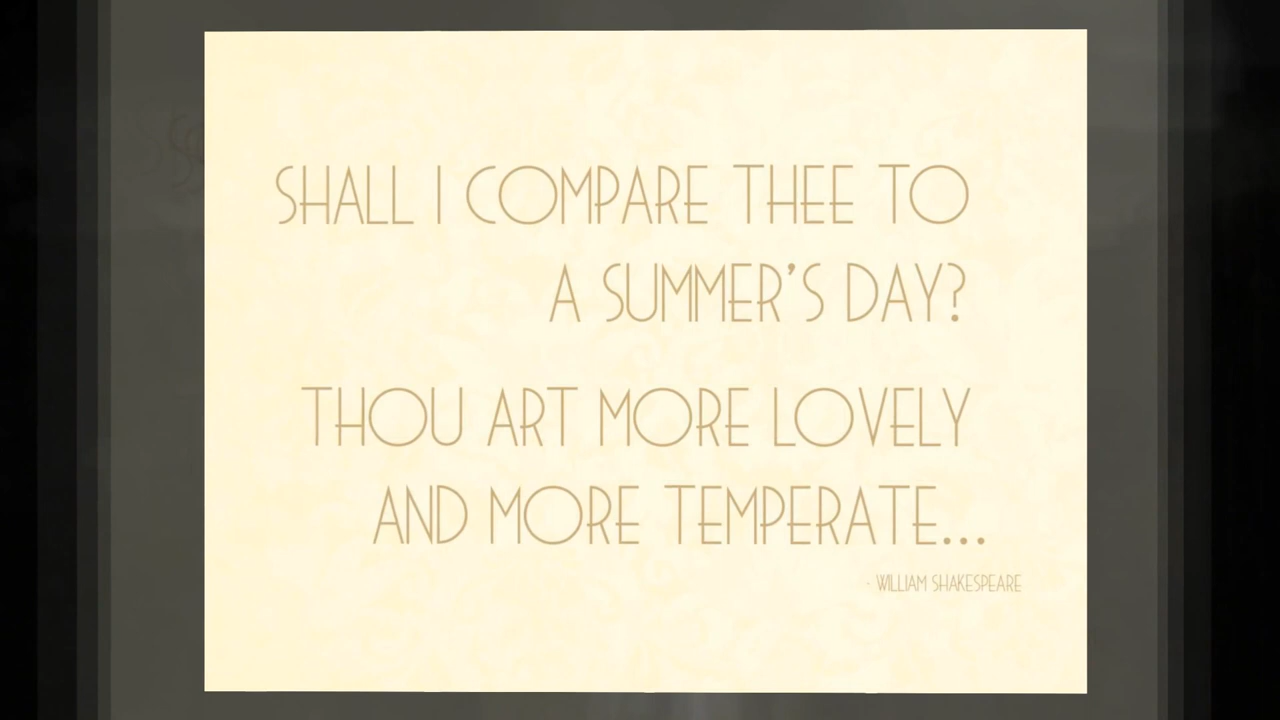 SHALL I COMPARE THEE TO
A SUMMER'S DAY?
THOU ART MORE LOVELY
AND MORE TEMPERATE...
- WILLIAM SHAKESPEARE